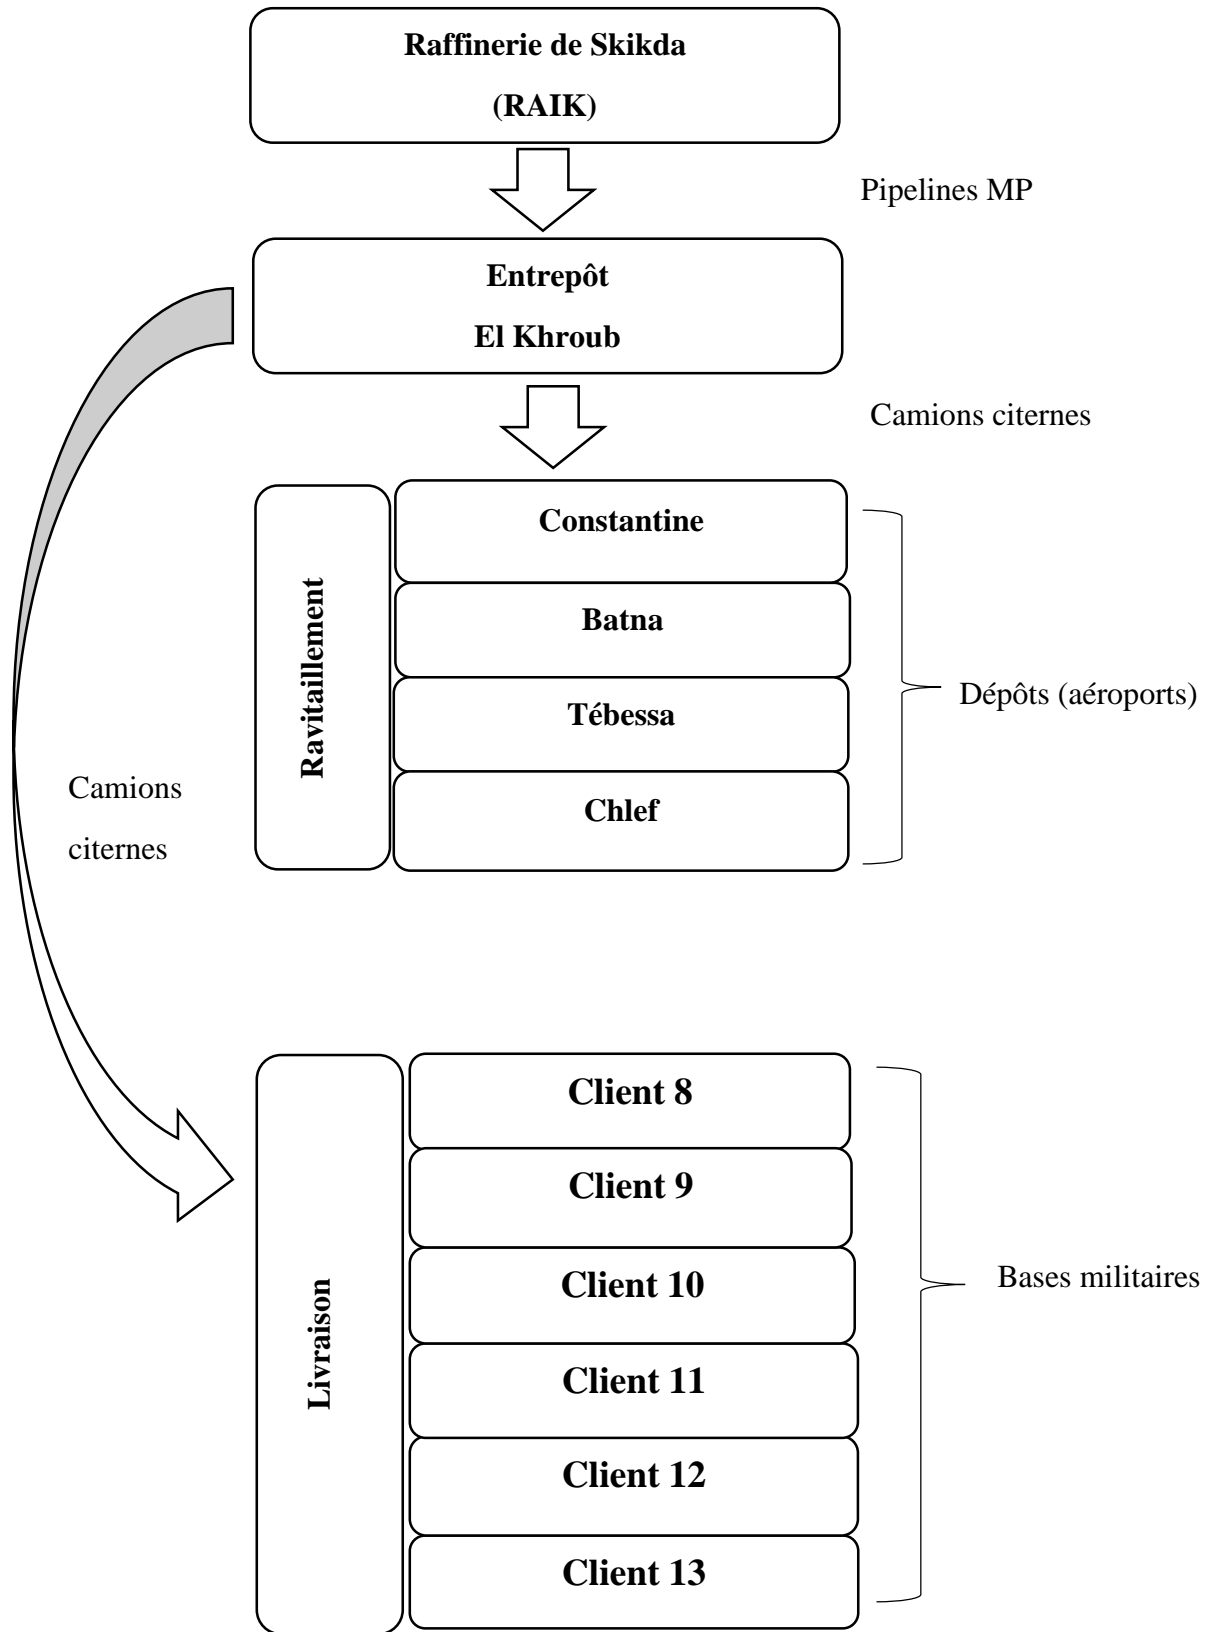 Raffinerie de Skikda
(RAIK)
Pipelines MP
Entrepôt
El Khroub
Camions citernes
Ravitaillement
Constantine
Batna
Tébessa
Chlef
Dépôts (aéroports)
Camions
citernes
Livraison
Client 8
Client 9
Client 10
Client 11
Client 12
Client 13
Bases militaires